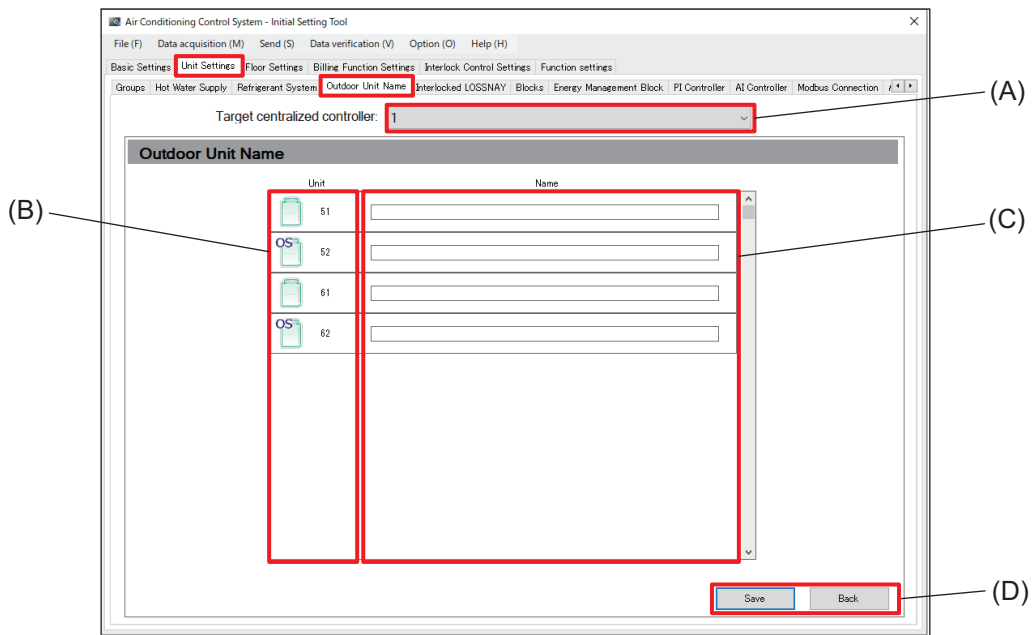 Air Conditioning Control System - Initial Setting Tool
File (F) Data acquisition (M) Send (S) Data verification (V) Option (O) Help (H)
Basic Settings Unit Settings Floor Settings Billing Function Settings Interlock Control Settings Function settings
Groups Hot Water Supply Refrigerant System Outdoor Unit Name Interlocked LOSSNAY Blocks Energy Management Block PI Controller AI Controller Modbus Connection
Target centralized controller: 1
(A)
Outdoor Unit Name
Unit Name
(B)
51
(C)
OS 52
61
OS 62
Save Back
(D)